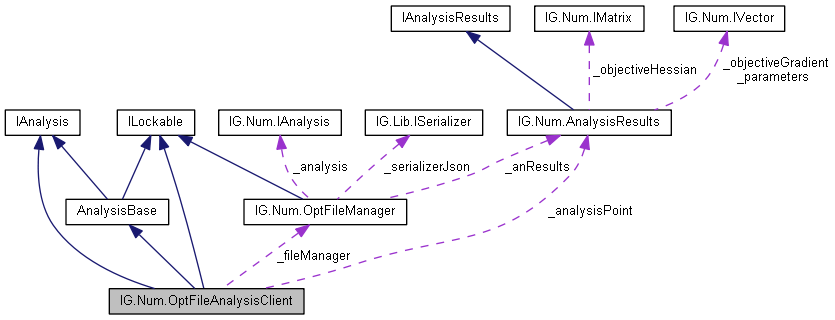 IAnalysisResults
IG.Num.IMatrix
IG.Num.IVector
_objectiveHessian
_objectiveGradient
_parameters
IAnalysis
ILockable
IG.Num.IAnalysis
IG.Lib.ISerializer
IG.Num.AnalysisResults
_analysis
_serializerJson
_anResults
AnalysisBase
IG.Num.OptFileManager
_analysisPoint
_fileManager
IG.Num.OptFileAnalysisClient